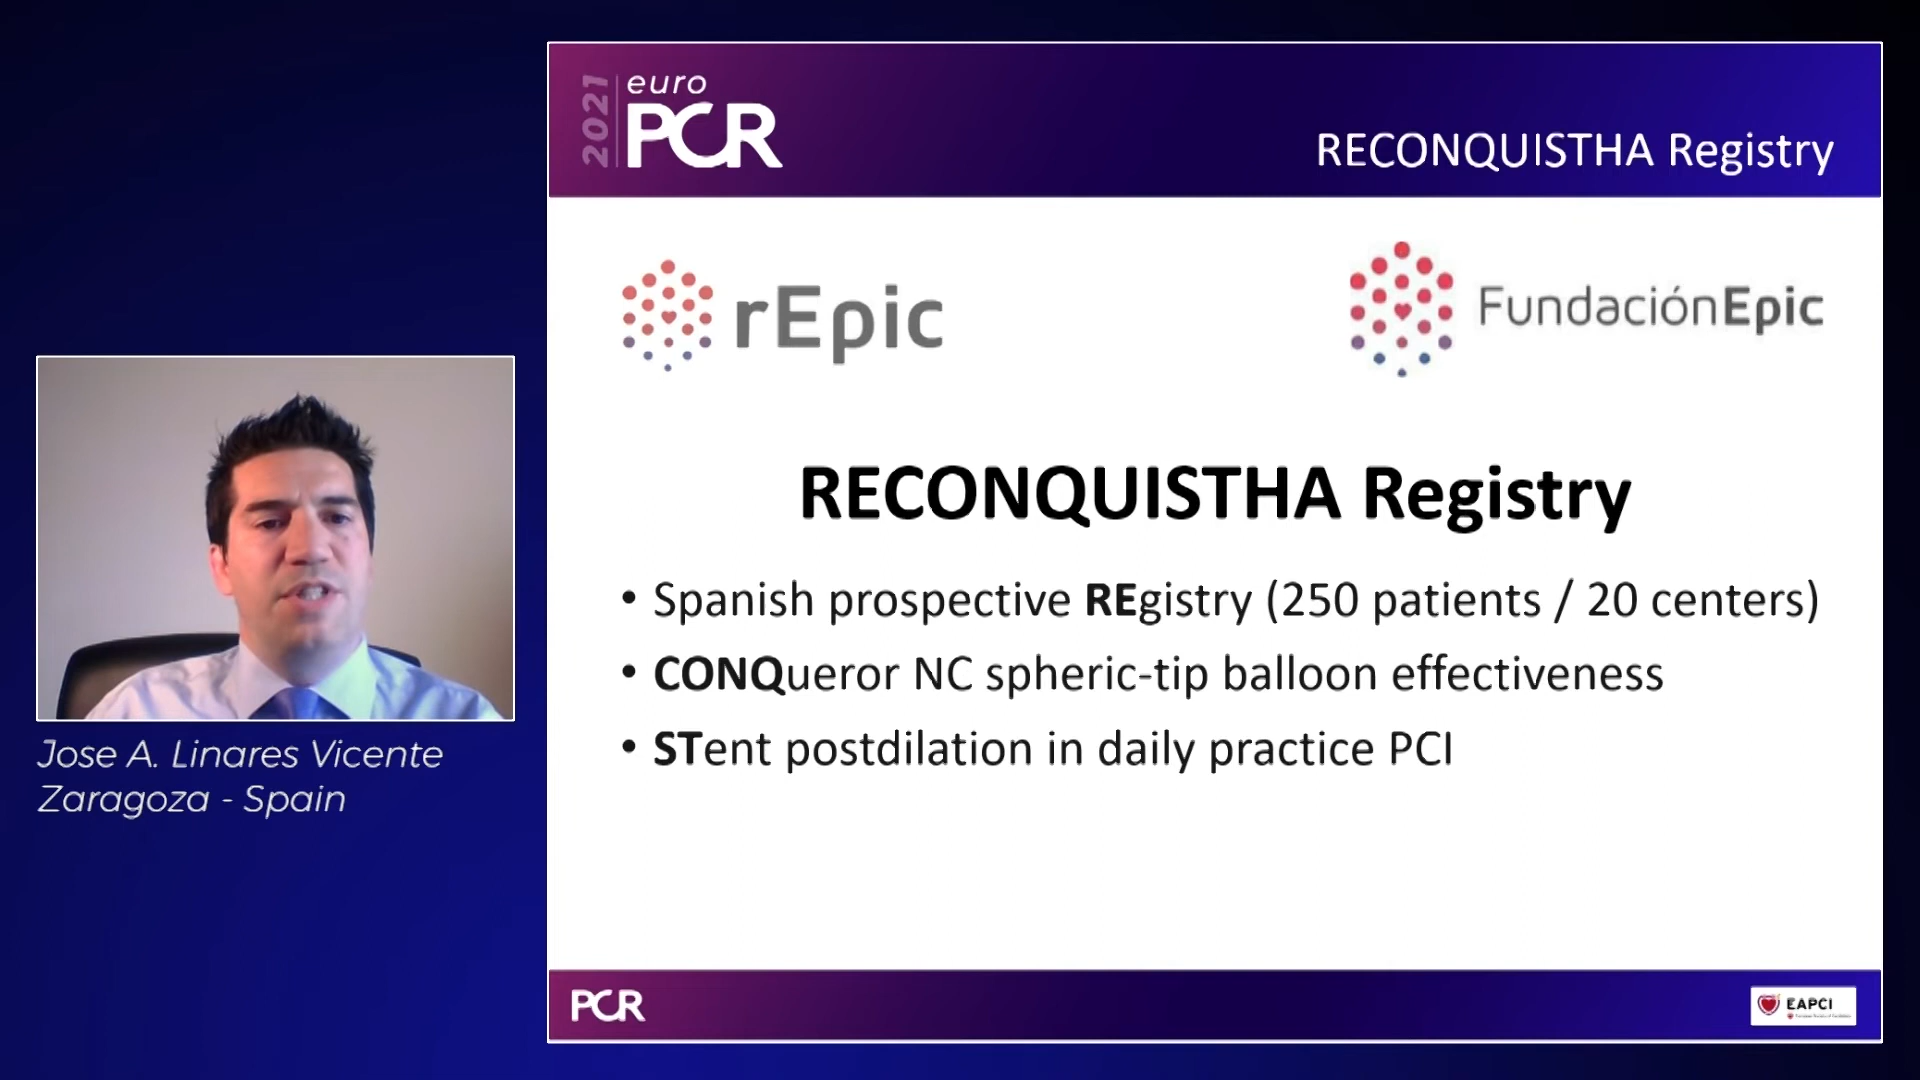 2021
euro
PCR
RECONQUISTHA Registry
rEpic
FundaciónEpic
RECONQUISTHA Registry
• Spanish prospective REgistry (250 patients / 20 centers)
• CONQueror NC spheric-tip balloon effectiveness
• STent postdilation in daily practice PCI
Jose A. Linares Vicente
Zaragoza - Spain
PCR
EAPCI